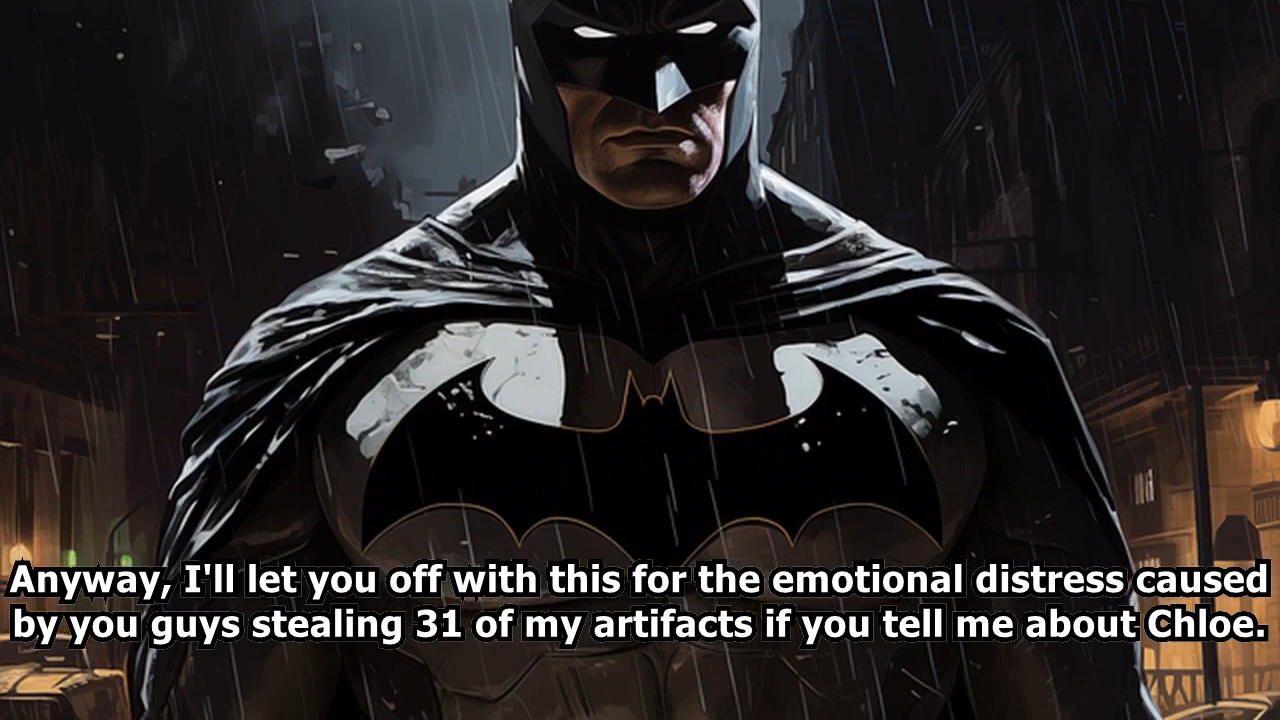 Anyway, I'll let you off with this for the emotional distress caused
by you guys stealing 31 of my artifacts if you tell me about Chloe.